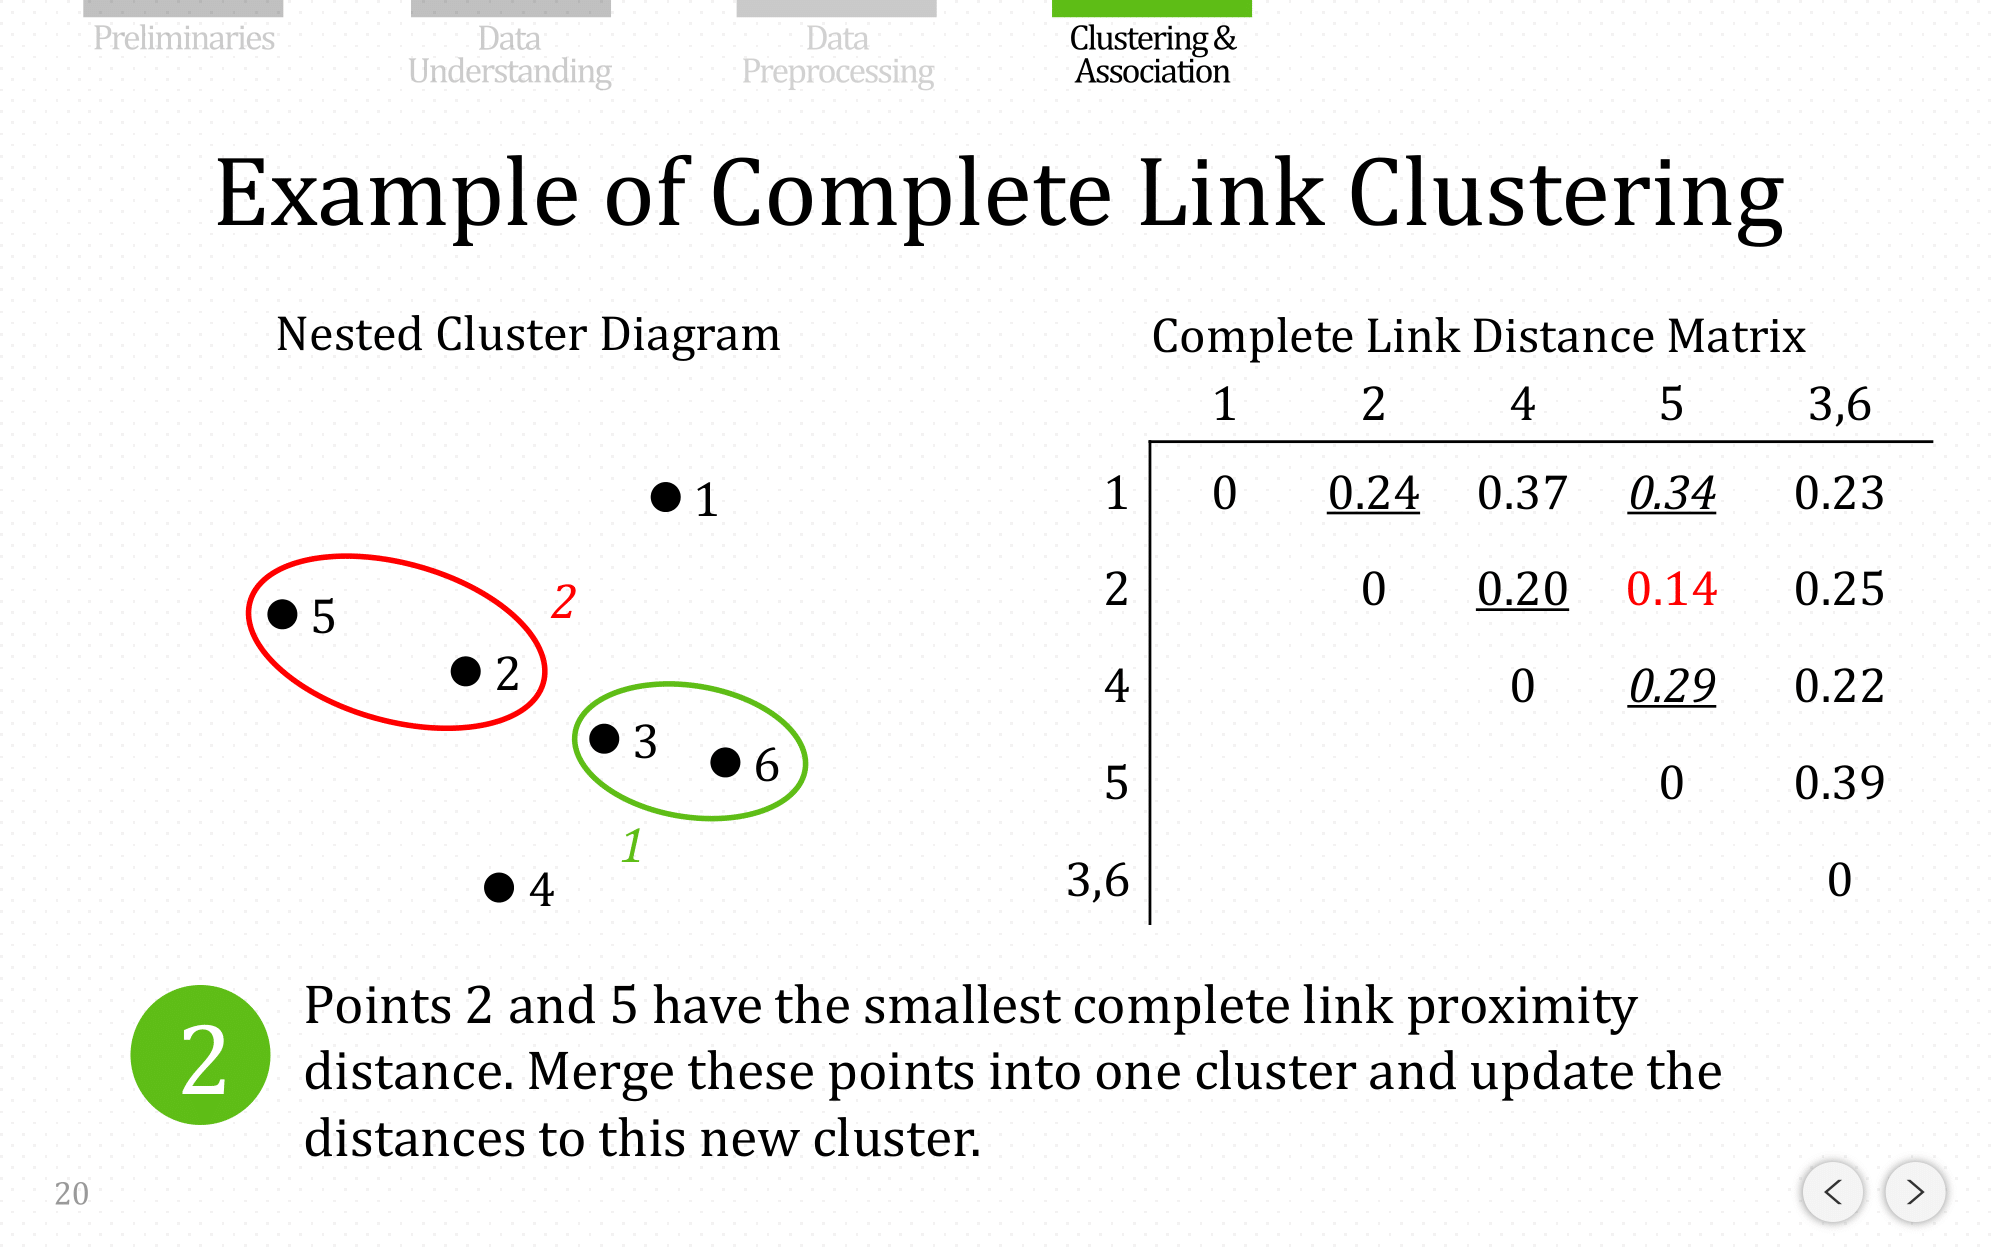 Preliminaries
Data
Understanding
Data
Preprocessing
Clustering &
Association
Example of Complete Link Clustering
Nested Cluster Diagram
1
5
2
2
3
6
1
4
Complete Link Distance Matrix
1 2 4 5 3,6
1 0 0.24 0.37 0.34 0.23
2 0 0.20 0.14 0.25
4 0 0.29 0.22
5 0 0.39
3,6 0
2
Points 2 and 5 have the smallest complete link proximity
distance. Merge these points into one cluster and update the
distances to this new cluster.
20